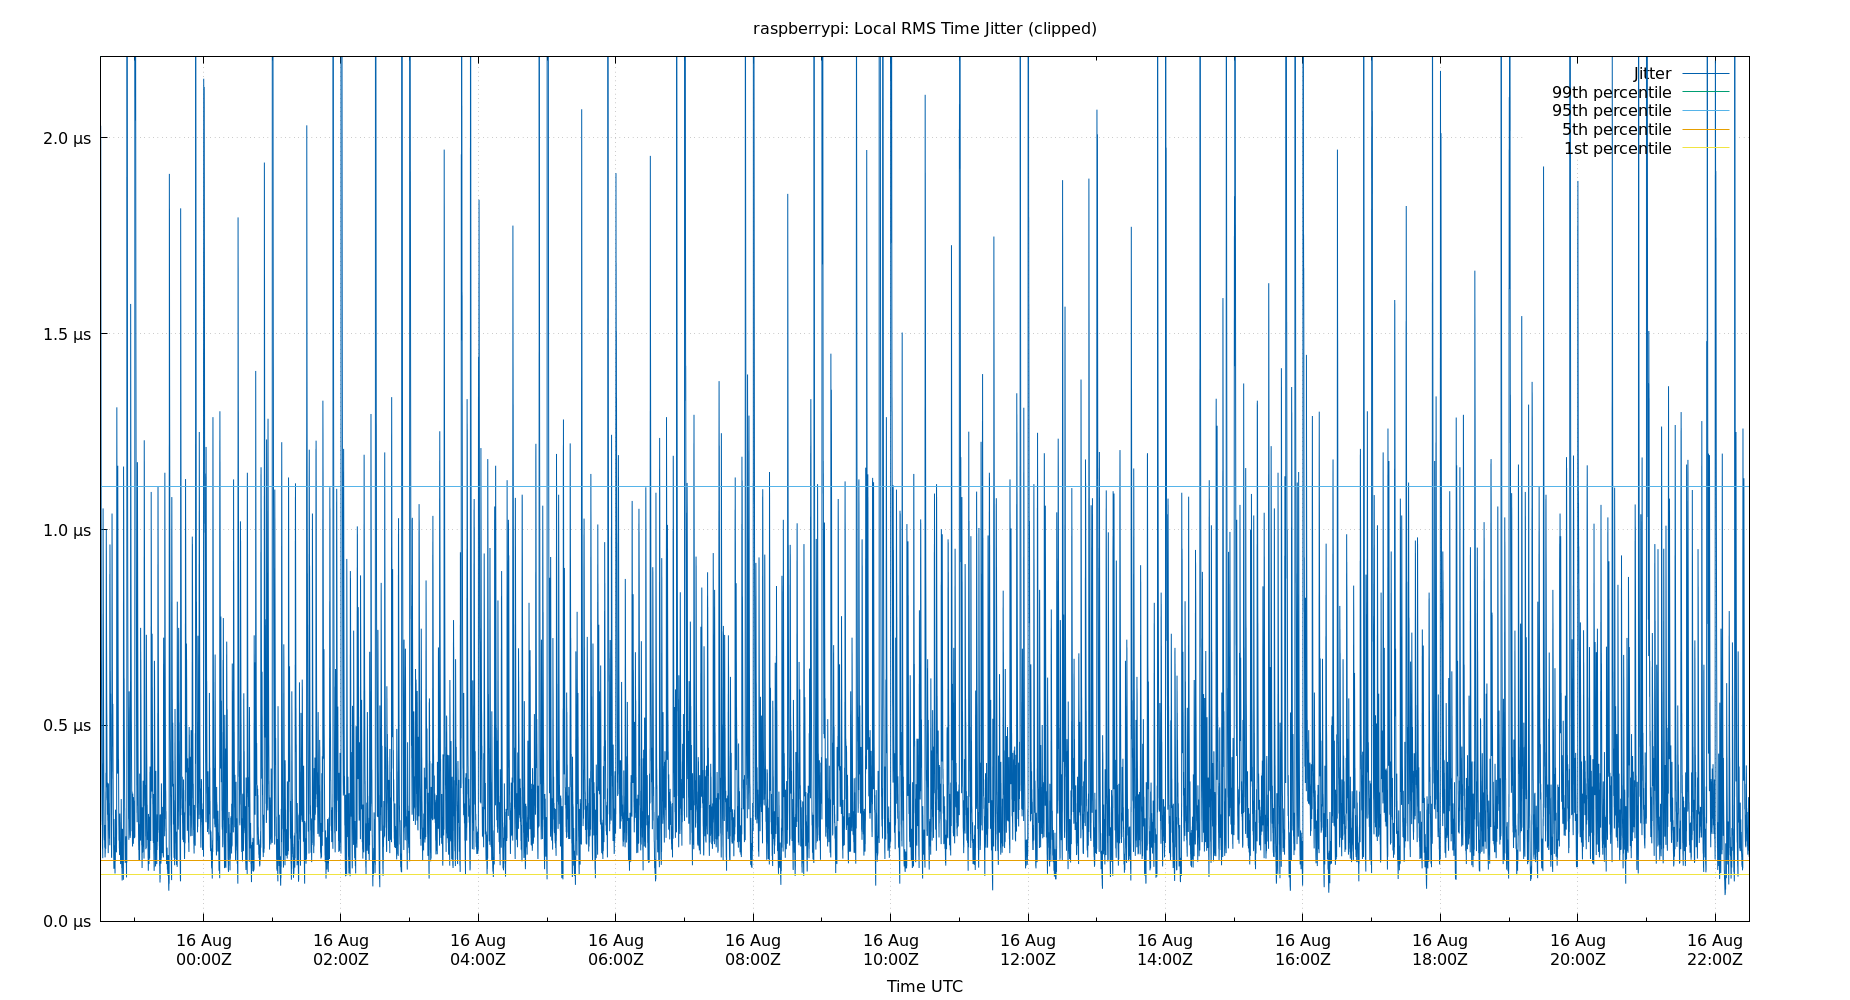 raspberrypi: Local RMS Time Jitter (clipped)
Jitter
99th percentile
95th percentile
5th percentile
1st percentile
2.0 µs
1.5 µs
1.0 µs
0.5 µs
0.0 µs
16 Aug 16 Aug 16 Aug 16 Aug 16 Aug 16 Aug 16 Aug 16 Aug 16 Aug 16 Aug 16 Aug 16 Aug
00:00Z 02:00Z 04:00Z 06:00Z 08:00Z 10:00Z 12:00Z 14:00Z 16:00Z 18:00Z 20:00Z 22:00Z
Time UTC